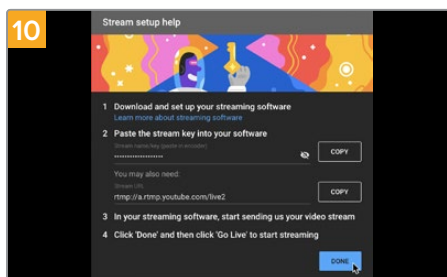 10
Stream setup help
1 Download and set up your streaming software
Learn more about streaming software
2 Paste the stream key into your software
Stream name/key (paste in encoder)
••••••••••••••••••••
COPY
You may also need:
Stream URL
rtmp://a.rtmp.youtube.com/live2
COPY
3 In your streaming software, start sending us your video stream
4 Click 'Done' and then click 'Go Live' to start streaming
DONE